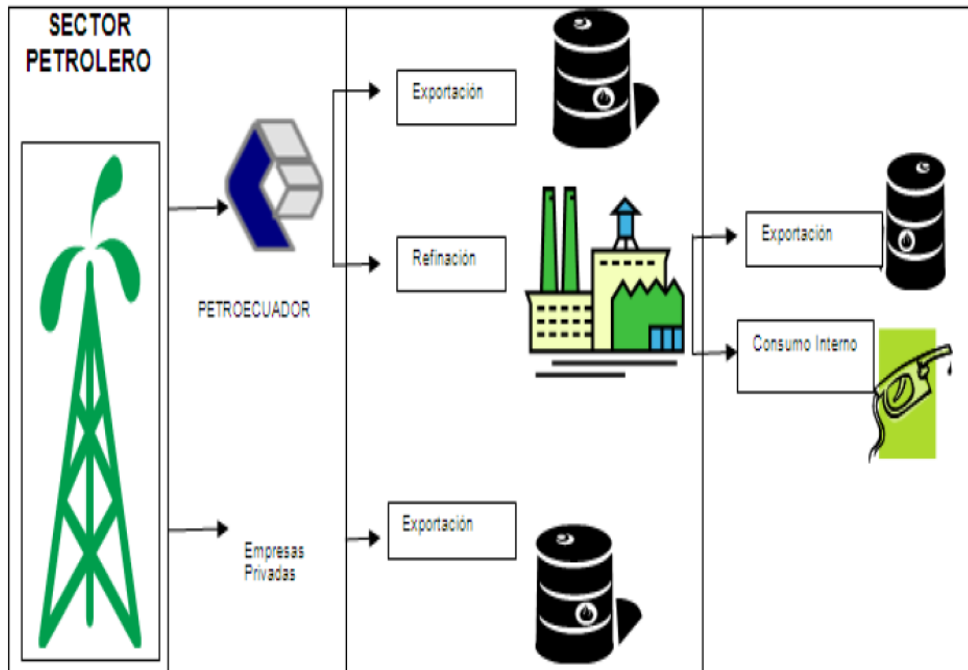 SECTOR
PETROLERO
PETROECUADOR
Empresas
Privadas
Exportación
Refinación
Exportación
Exportación
Consumo Interno